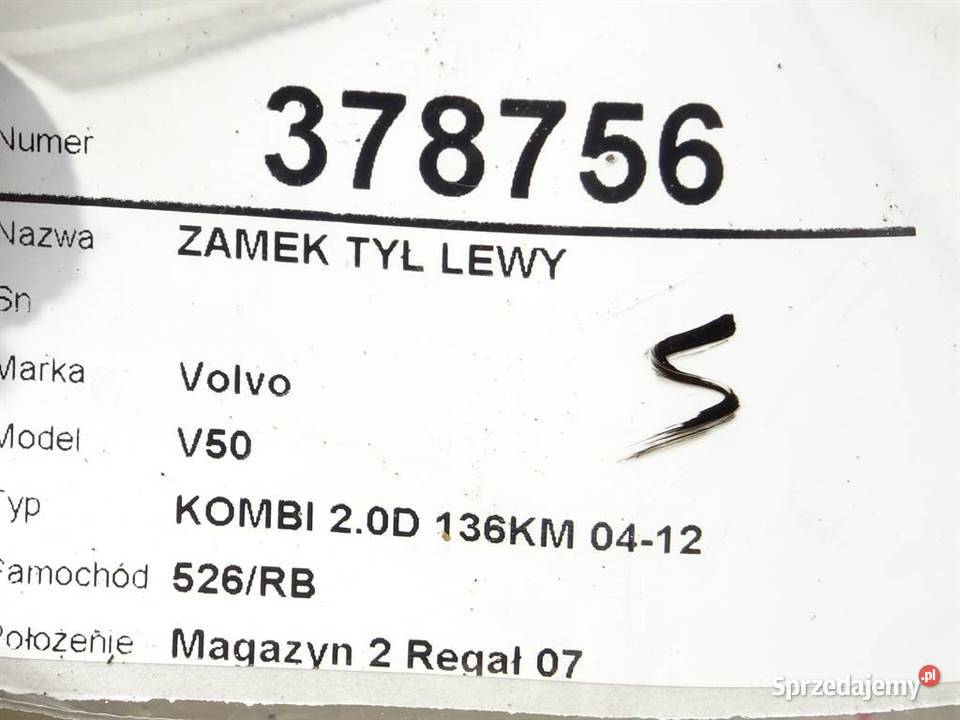 Numer 378756
Nazwa ZAMEK TYŁ LEWY
Sn
Marka Volvo
Model V50
Typ KOMBI 2.0D 136KM 04-12
Samochód 526/RB
Położenie Magazyn 2 Regał 07
S
Sprzedajemy.pl